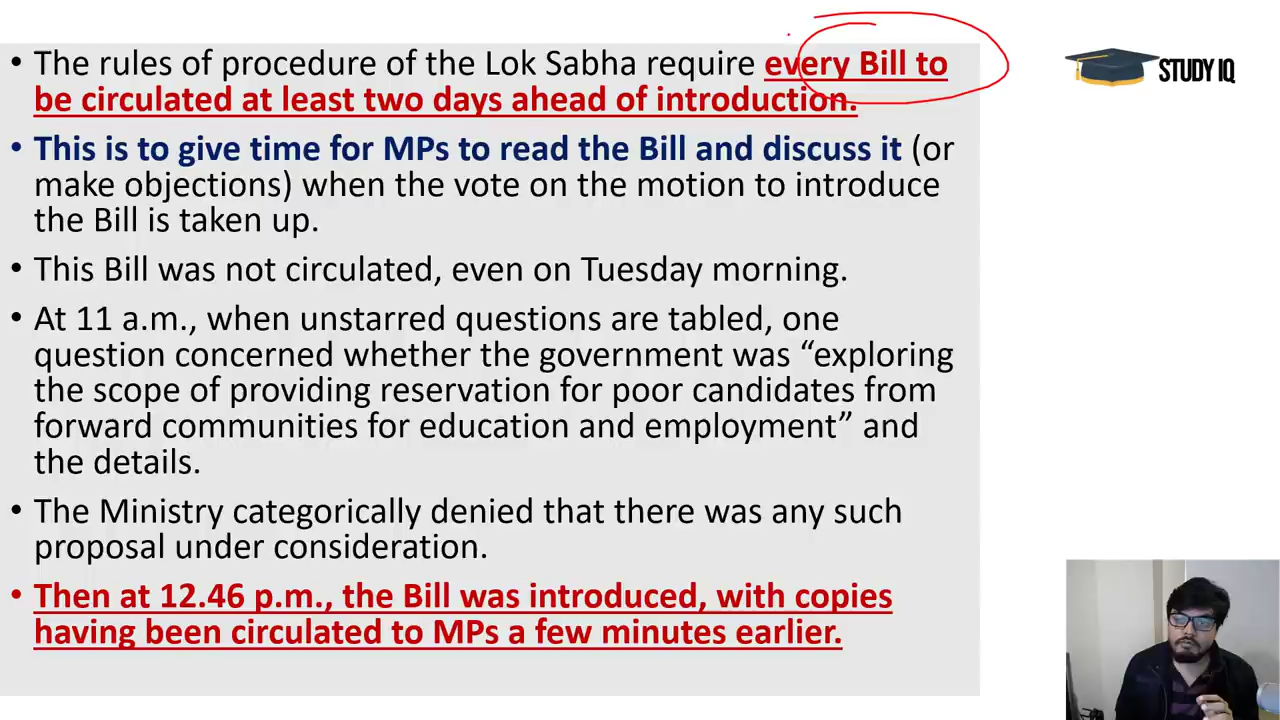 • The rules of procedure of the Lok Sabha require every Bill to
be circulated at least two days ahead of introduction.
• This is to give time for MPs to read the Bill and discuss it (or
make objections) when the vote on the motion to introduce
the Bill is taken up.
• This Bill was not circulated, even on Tuesday morning.
• At 11 a.m., when unstarred questions are tabled, one
question concerned whether the government was “exploring
the scope of providing reservation for poor candidates from
forward communities for education and employment” and
the details.
• The Ministry categorically denied that there was any such
proposal under consideration.
• Then at 12.46 p.m., the Bill was introduced, with copies
having been circulated to MPs a few minutes earlier.
STUDY IQ